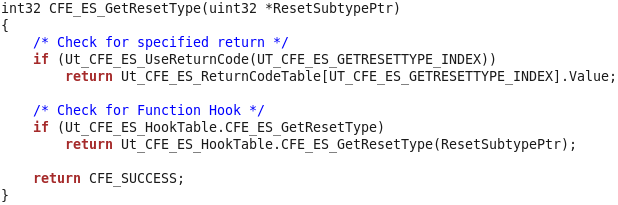 int32 CFE_ES_GetResetType(uint32 *ResetSubtypePtr)
{
    /* Check for specified return */
    if (Ut_CFE_ES_UseReturnCode(UT_CFE_ES_GETRESETTYPE_INDEX))
        return Ut_CFE_ES_ReturnCodeTable[UT_CFE_ES_GETRESETTYPE_INDEX].Value;

    /* Check for Function Hook */
    if (Ut_CFE_ES_HookTable.CFE_ES_GetResetType)
        return Ut_CFE_ES_HookTable.CFE_ES_GetResetType(ResetSubtypePtr);

    return CFE_SUCCESS;
}